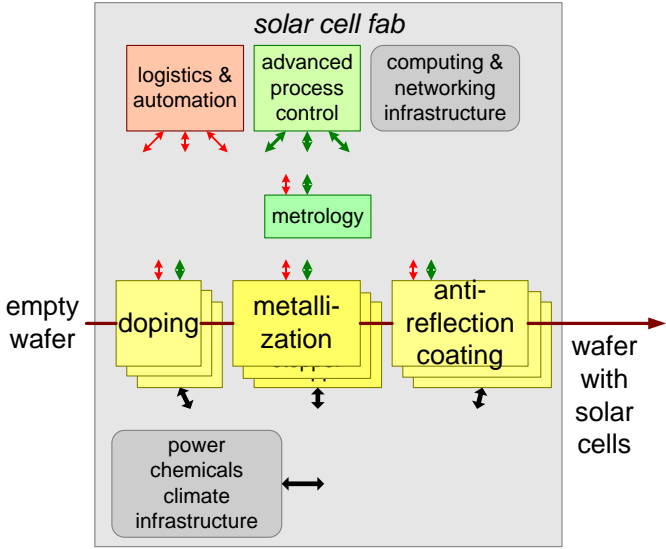 solar cell fab
logistics &
automation
advanced
process
control
computing &
networking
infrastructure
metrology
empty
wafer
doping
metalli-
zation
anti-
reflection
coating
wafer
with
solar
cells
power
chemicals
climate
infrastructure